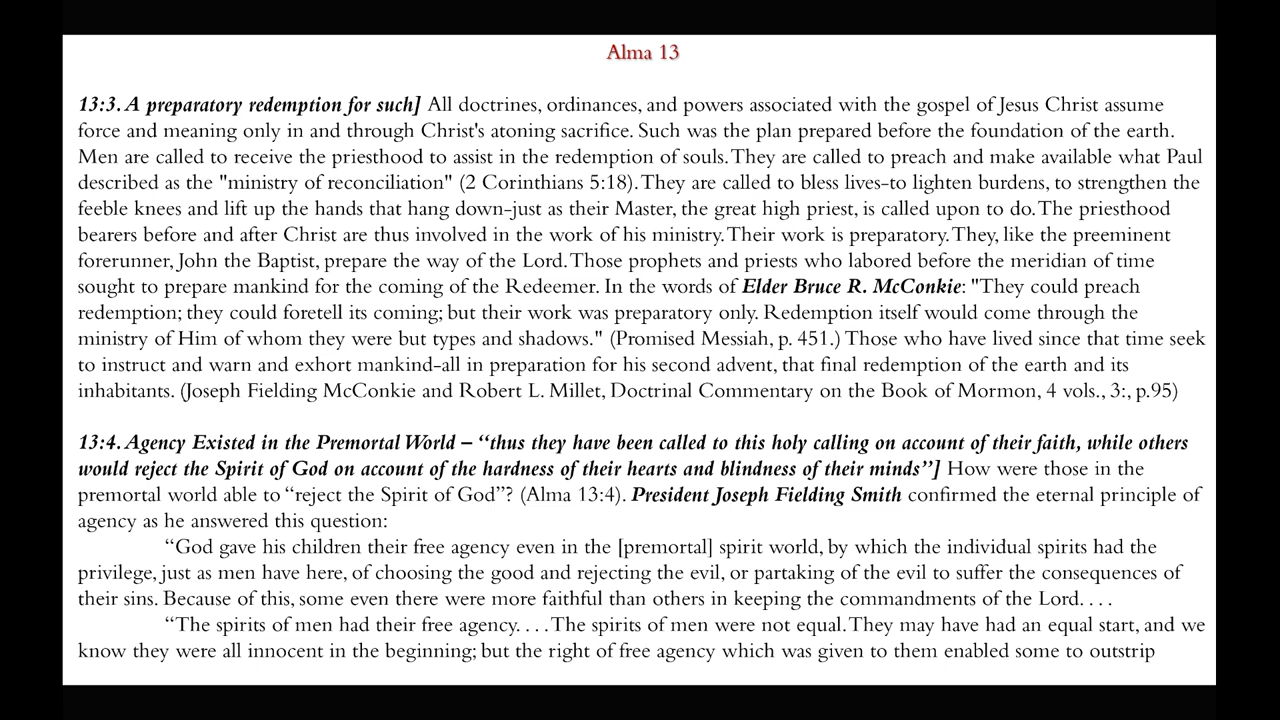 Alma 13
13:3. A preparatory redemption for such] All doctrines, ordinances, and powers associated with the gospel of Jesus Christ assume
force and meaning only in and through Christ's atoning sacrifice. Such was the plan prepared before the foundation of the earth.
Men are called to receive the priesthood to assist in the redemption of souls. They are called to preach and make available what Paul
described as the "ministry of reconciliation" (2 Corinthians 5:18). They are called to bless lives-to lighten burdens, to strengthen the
feeble knees and lift up the hands that hang down-just as their Master, the great high priest, is called upon to do. The priesthood
bearers before and after Christ are thus involved in the work of his ministry. Their work is preparatory. They, like the preeminent
forerunner, John the Baptist, prepare the way of the Lord. Those prophets and priests who labored before the meridian of time
sought to prepare mankind for the coming of the Redeemer. In the words of Elder Bruce R. McConkie: "They could preach
redemption; they could foretell its coming; but their work was preparatory only. Redemption itself would come through the
ministry of Him of whom they were but types and shadows." (Promised Messiah, p. 451.) Those who have lived since that time seek
to instruct and warn and exhort mankind-all in preparation for his second advent, that final redemption of the earth and its
inhabitants. (Joseph Fielding McConkie and Robert L. Millet, Doctrinal Commentary on the Book of Mormon, 4 vols., 3:, p.95)
13:4. Agency Existed in the Premortal World – “thus they have been called to this holy calling on account of their faith, while others
would reject the Spirit of God on account of the hardness of their hearts and blindness of their minds”] How were those in the
premortal world able to “reject the Spirit of God”? (Alma 13:4). President Joseph Fielding Smith confirmed the eternal principle of
agency as he answered this question:
“God gave his children their free agency even in the [premortal] spirit world, by which the individual spirits had the
privilege, just as men have here, of choosing the good and rejecting the evil, or partaking of the evil to suffer the consequences of
their sins. Because of this, some even there were more faithful than others in keeping the commandments of the Lord. . . .
“The spirits of men had their free agency. . . . The spirits of men were not equal. They may have had an equal start, and we
know they were all innocent in the beginning; but the right of free agency which was given to them enabled some to outstrip